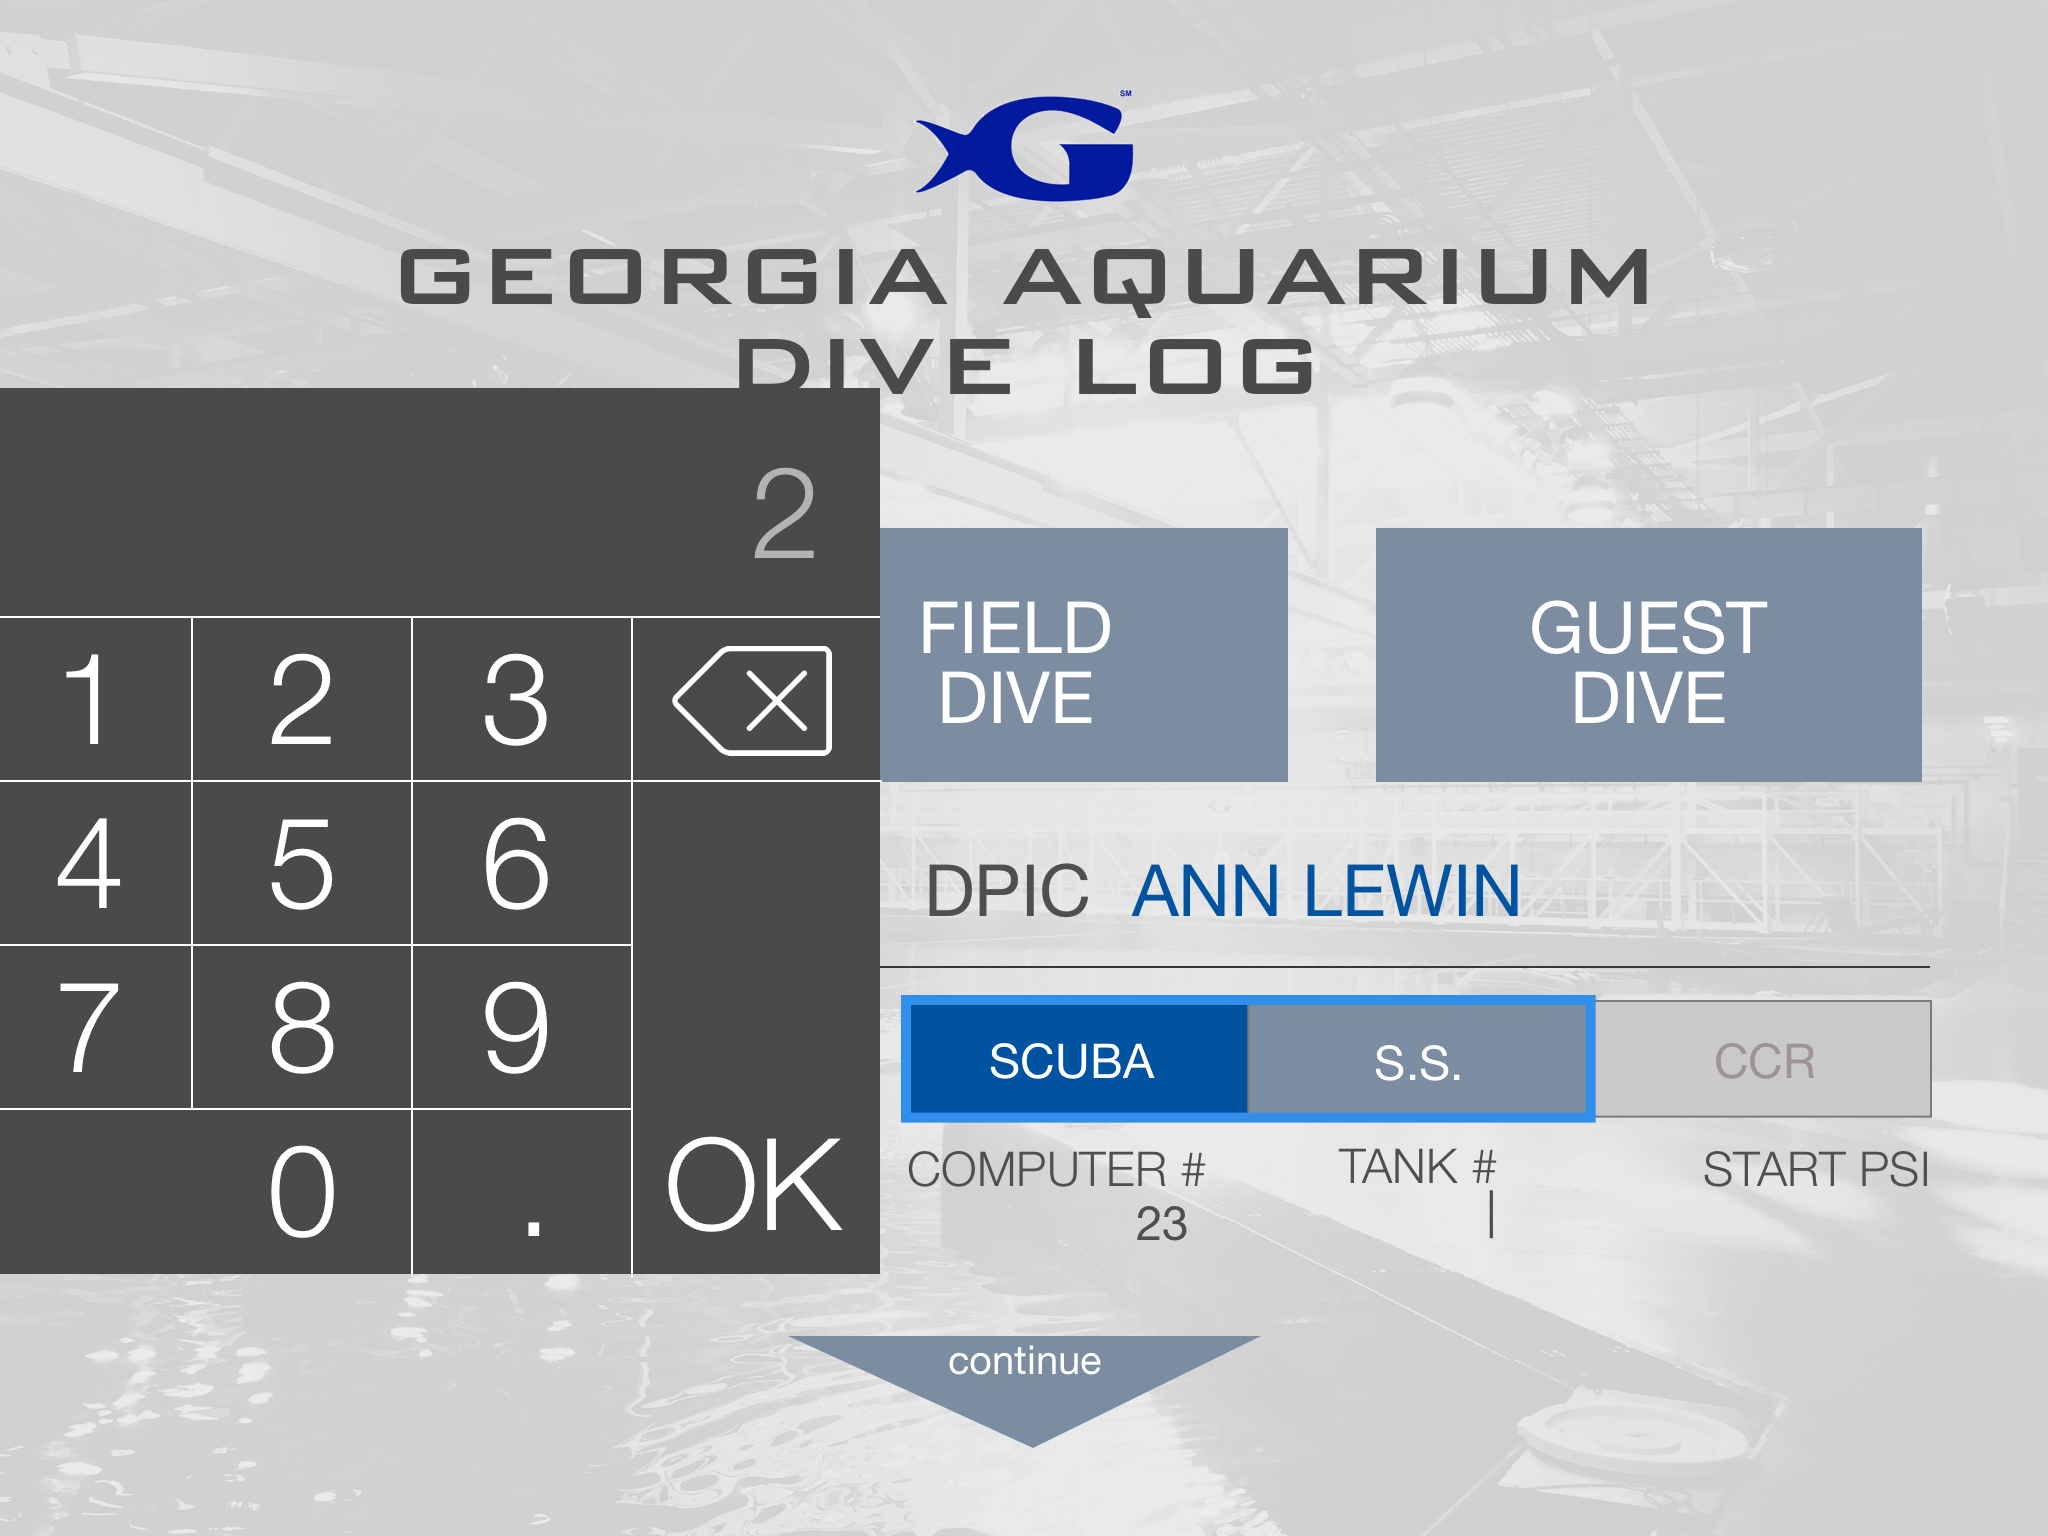 SM
GEORGIA AQUARIUM
DIVE LOG
2
1 2 3
4 5 6
7 8 9
0 . OK
FIELD
DIVE
GUEST
DIVE
DPIC ANN LEWIN
SCUBA S.S. CCR
COMPUTER # TANK # START PSI
23
continue